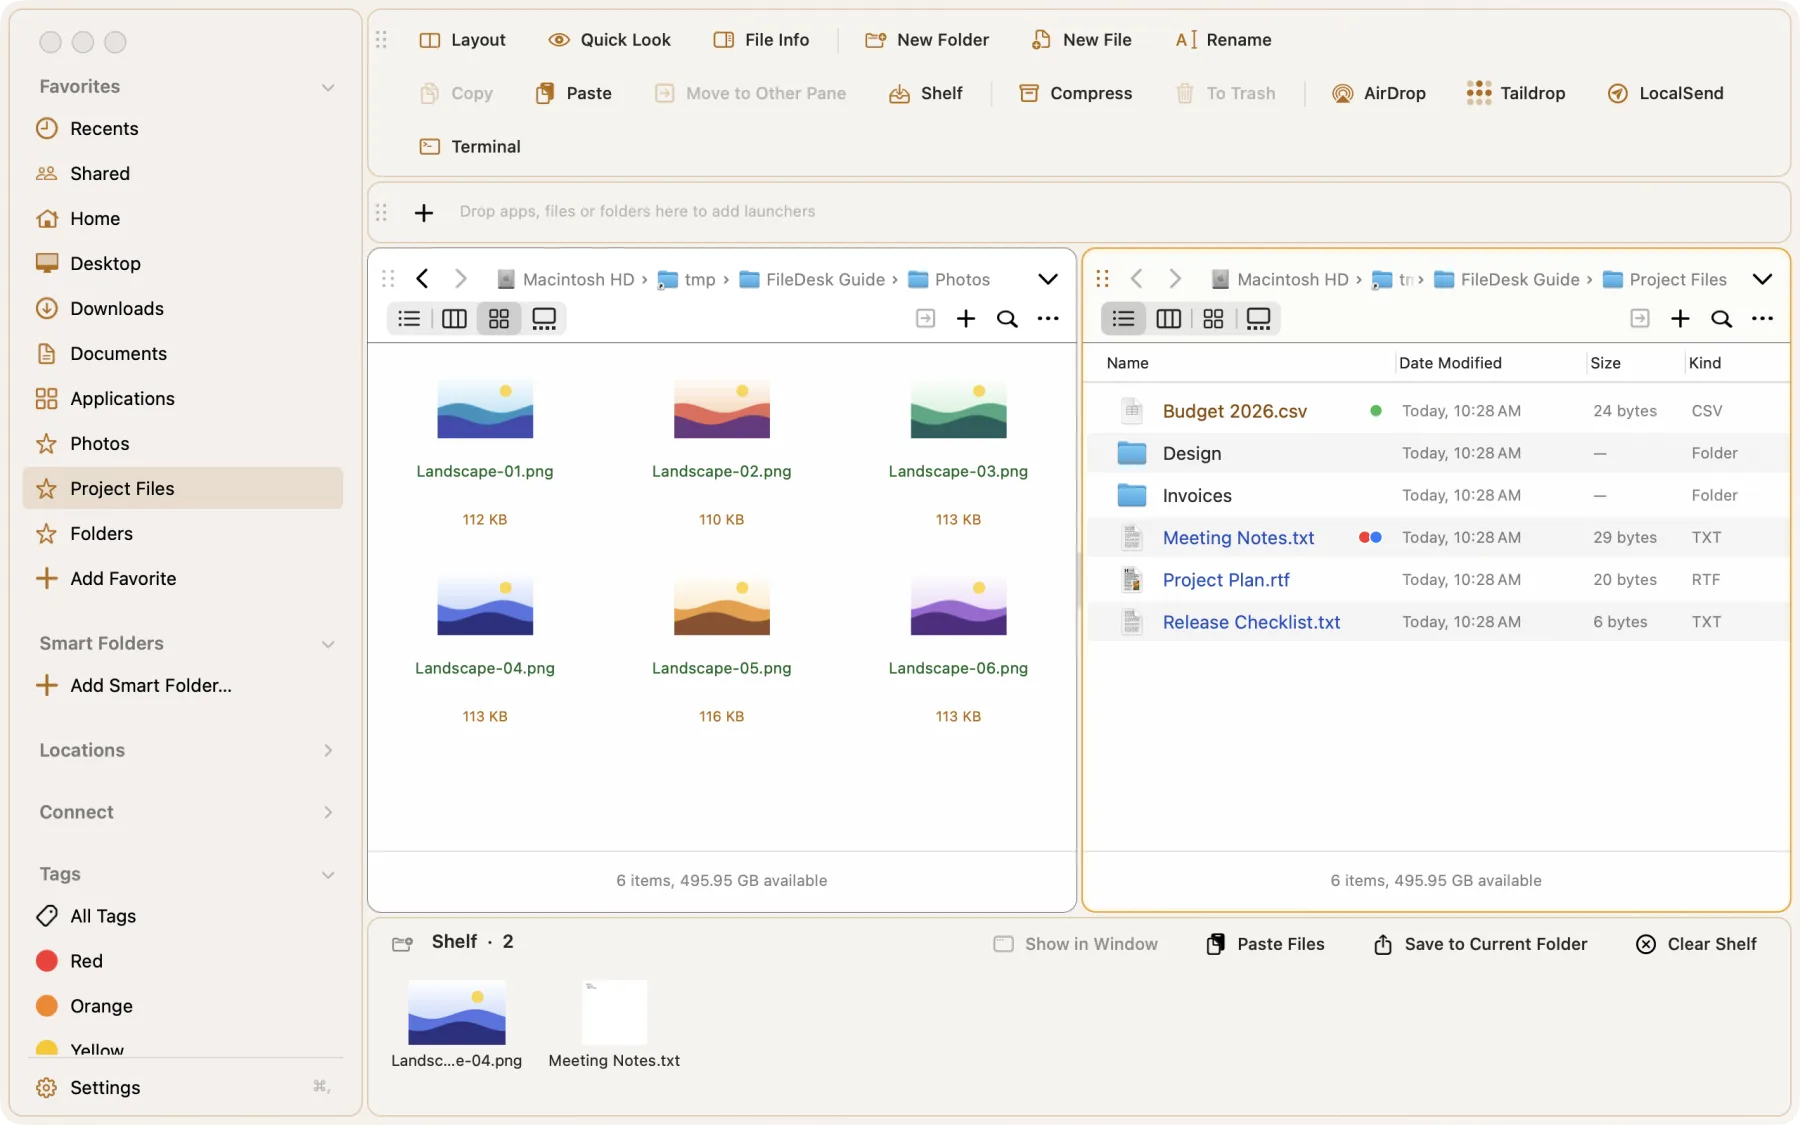 Favorites
Recents
Shared
Home
Desktop
Downloads
Documents
Applications
Photos
Project Files
Folders
Add Favorite
Smart Folders
Add Smart Folder...
Locations
Connect
Tags
All Tags
Red
Orange
Yellow
Settings ⌘,
Layout Quick Look File Info New Folder New File Rename
Copy Paste Move to Other Pane Shelf Compress To Trash AirDrop Taildrop LocalSend
Terminal
Drop apps, files or folders here to add launchers
Macintosh HD › tmp › FileDesk Guide › Photos
Landscape-01.png Landscape-02.png Landscape-03.png
112 KB 110 KB 113 KB
Landscape-04.png Landscape-05.png Landscape-06.png
113 KB 116 KB 113 KB
6 items, 495.95 GB available
Macintosh HD › FileDesk Guide › Project Files
Name Date Modified Size Kind
Budget 2026.csv Today, 10:28 AM 24 bytes CSV
Design Today, 10:28 AM — Folder
Invoices Today, 10:28 AM — Folder
Meeting Notes.txt Today, 10:28 AM 29 bytes TXT
Project Plan.rtf Today, 10:28 AM 20 bytes RTF
Release Checklist.txt Today, 10:28 AM 6 bytes TXT
6 items, 495.95 GB available
Shelf · 2
Show in Window Paste Files Save to Current Folder Clear Shelf
Landsc...e-04.png Meeting Notes.txt